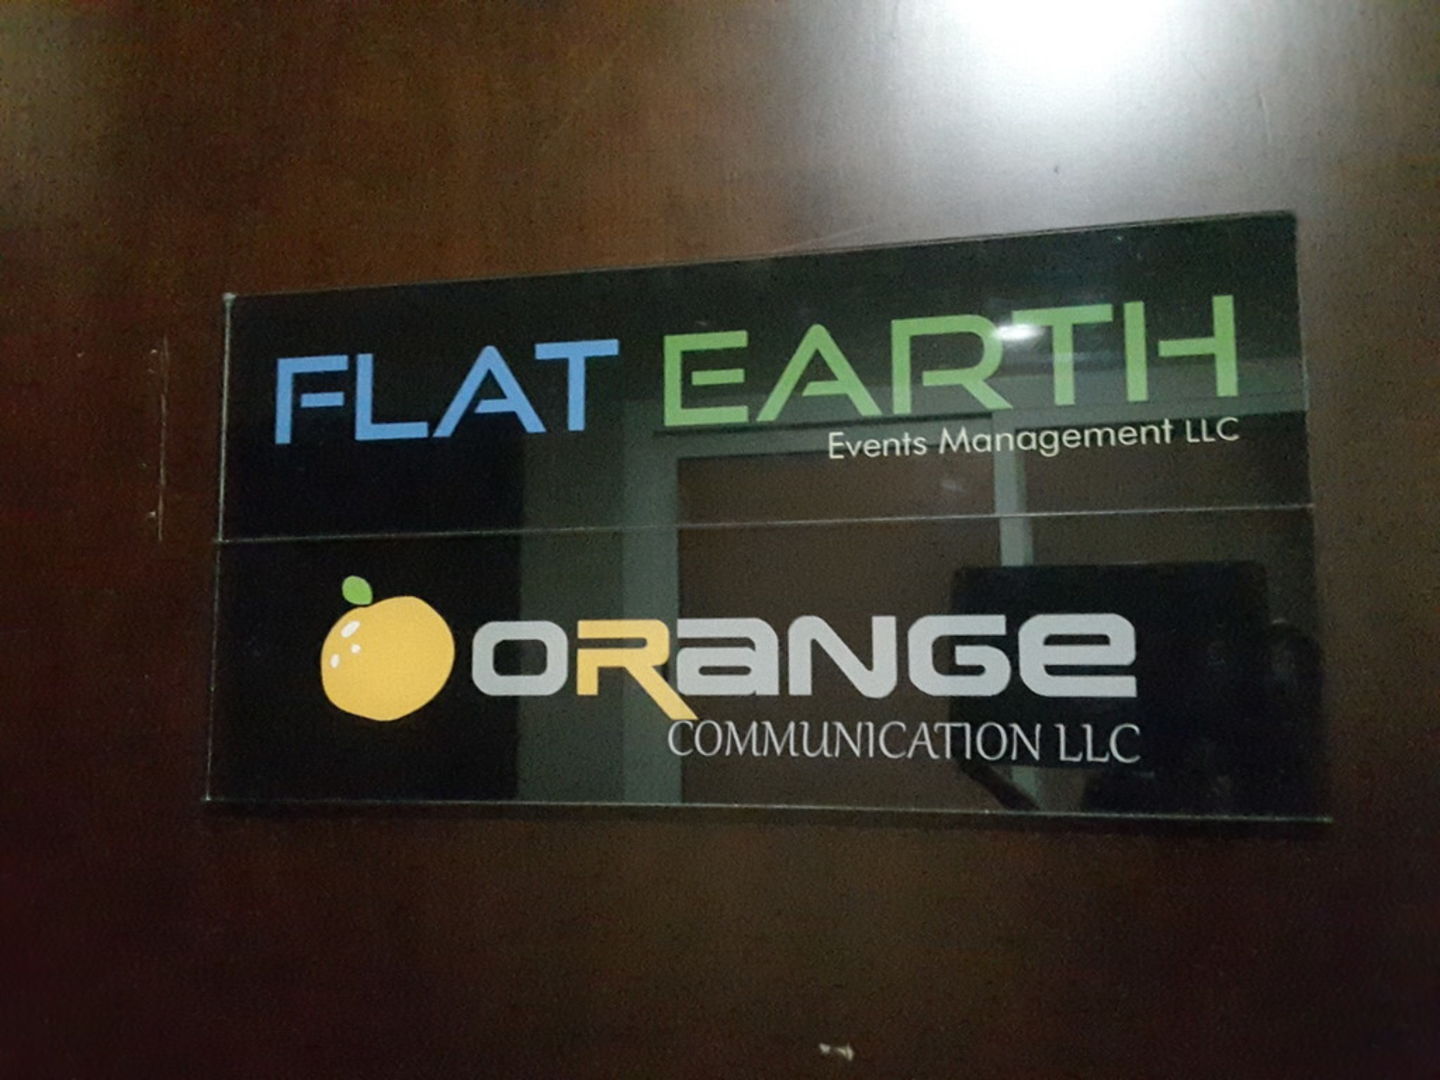 FLAT EARTH
Events Management LLC
ORANGE
COMMUNICATION LLC